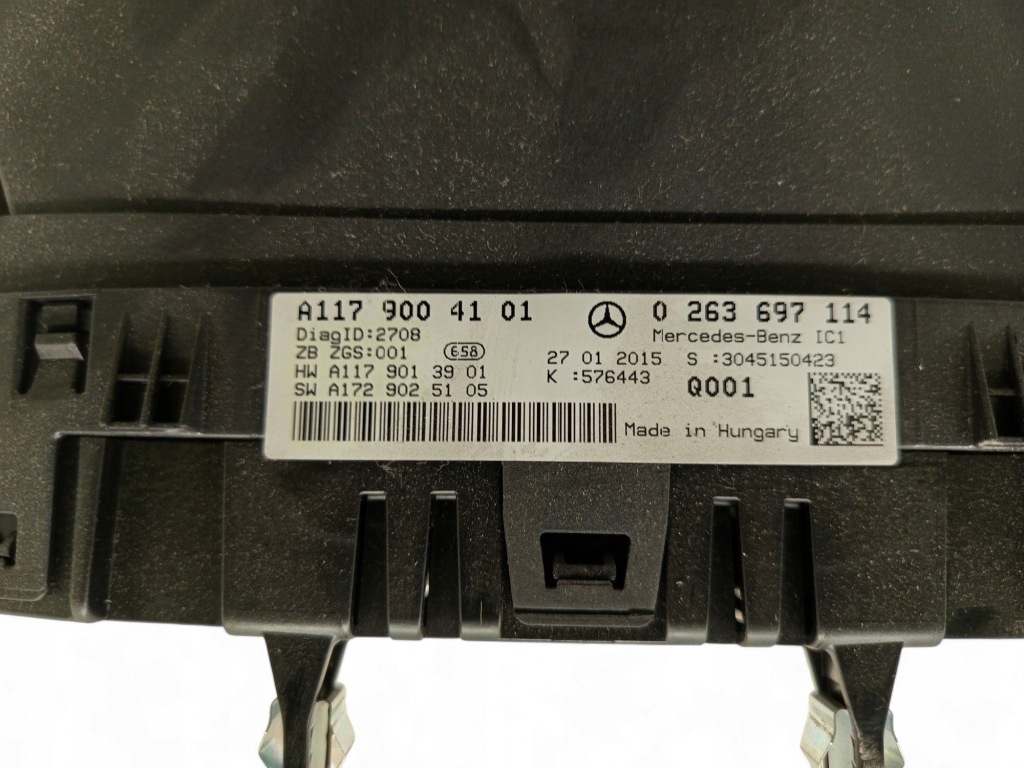 A117 900 41 01 0 263 697 114
DiagID:2708 Mercedes-Benz IC1
ZB ZGS:001 658 27 01 2015 S :3045150423
HW A117 901 39 01 K :576443 Q001
SW A172 902 51 05
Made in Hungary